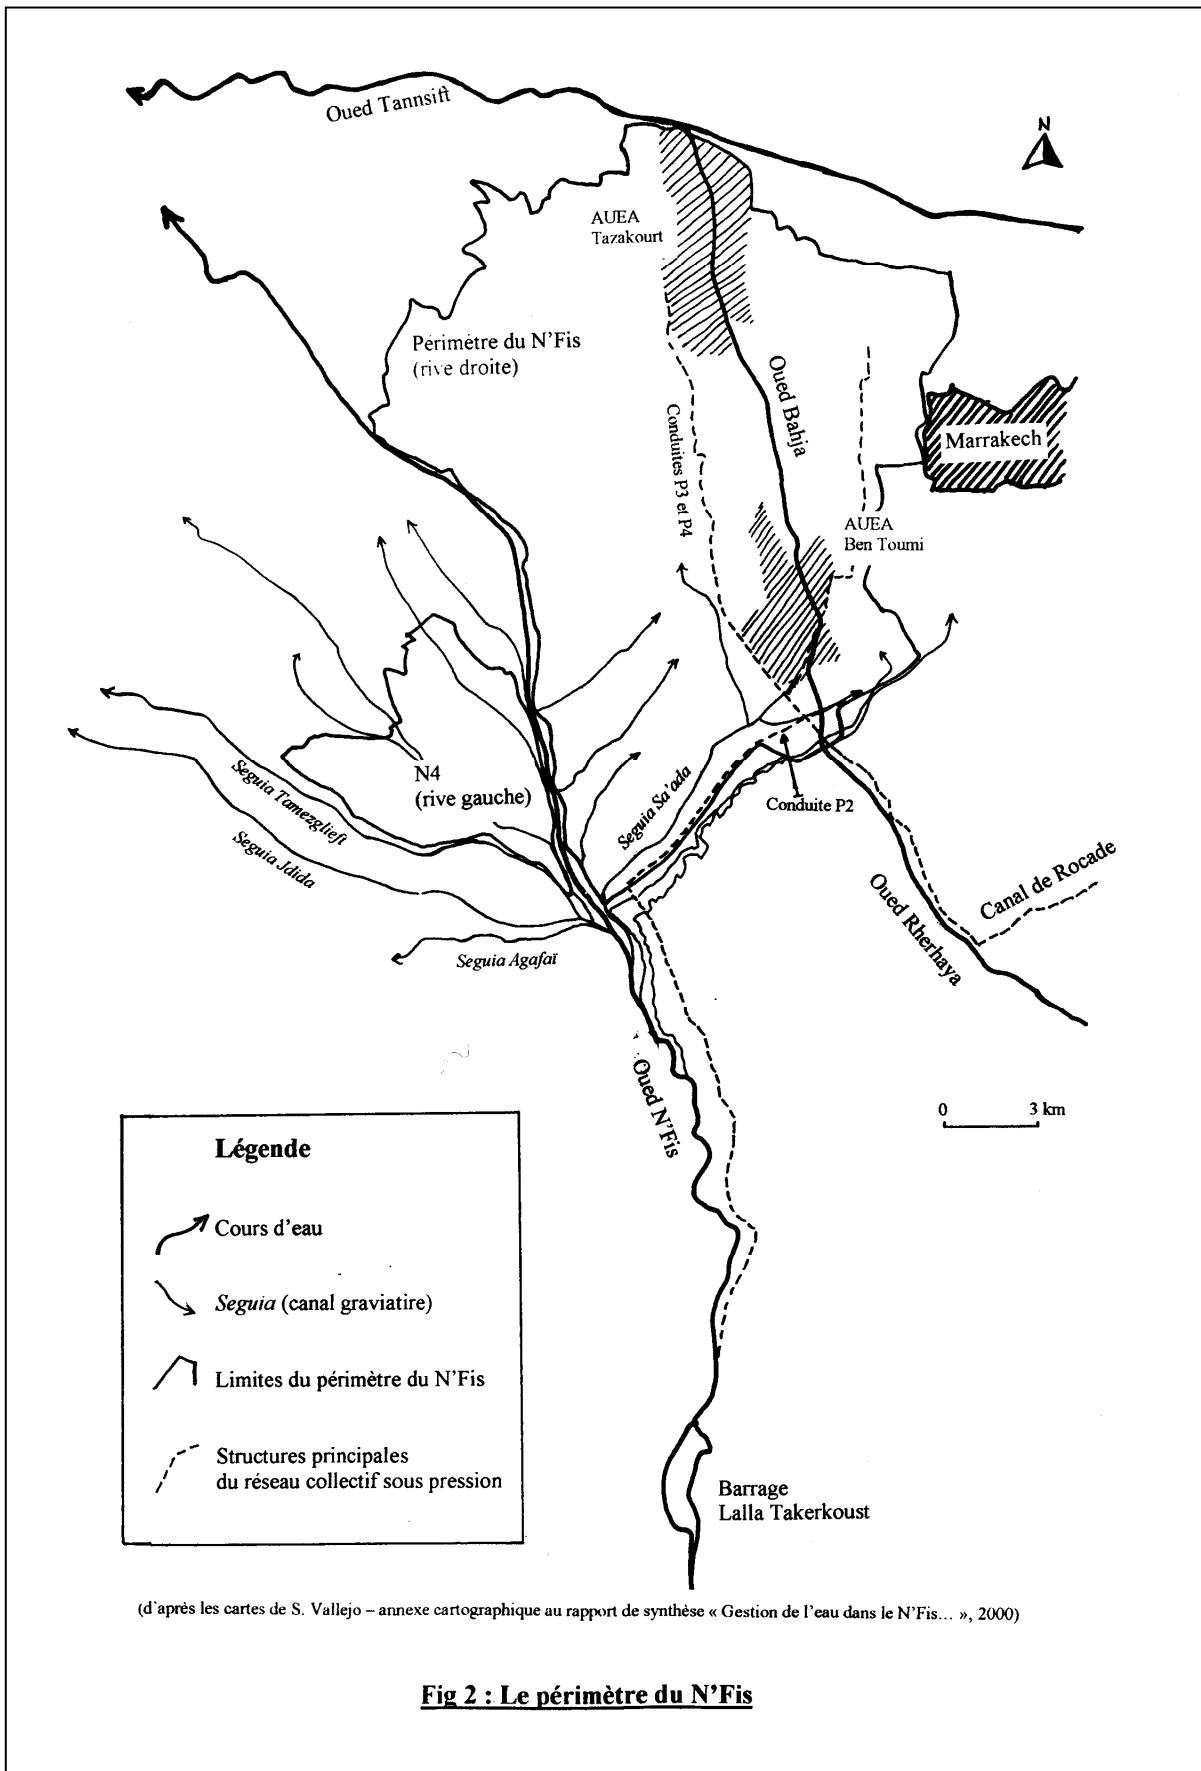 Oued Tannsift
N
AUEA
Tazakourt
Périmètre du N'Fis
(rive droite)
Oued Bahja
Conduites P3 et P4
Marrakech
AUEA
Ben Toumi
N4
(rive gauche)
Seguia Tamezglieft
Seguia Jdida
Seguia Sa'ada
Conduite P2
Canal de Rocade
Oued Rherhaya
Seguia Agafaï
Oued N'Fis
0 3 km
Légende
Cours d'eau
Seguia (canal graviatire)
Limites du périmètre du N'Fis
Structures principales
du réseau collectif sous pression
Barrage
Lalla Takerkoust
(d'après les cartes de S. Vallejo – annexe cartographique au rapport de synthèse « Gestion de l'eau dans le N'Fis... », 2000)
Fig 2 : Le périmètre du N'Fis